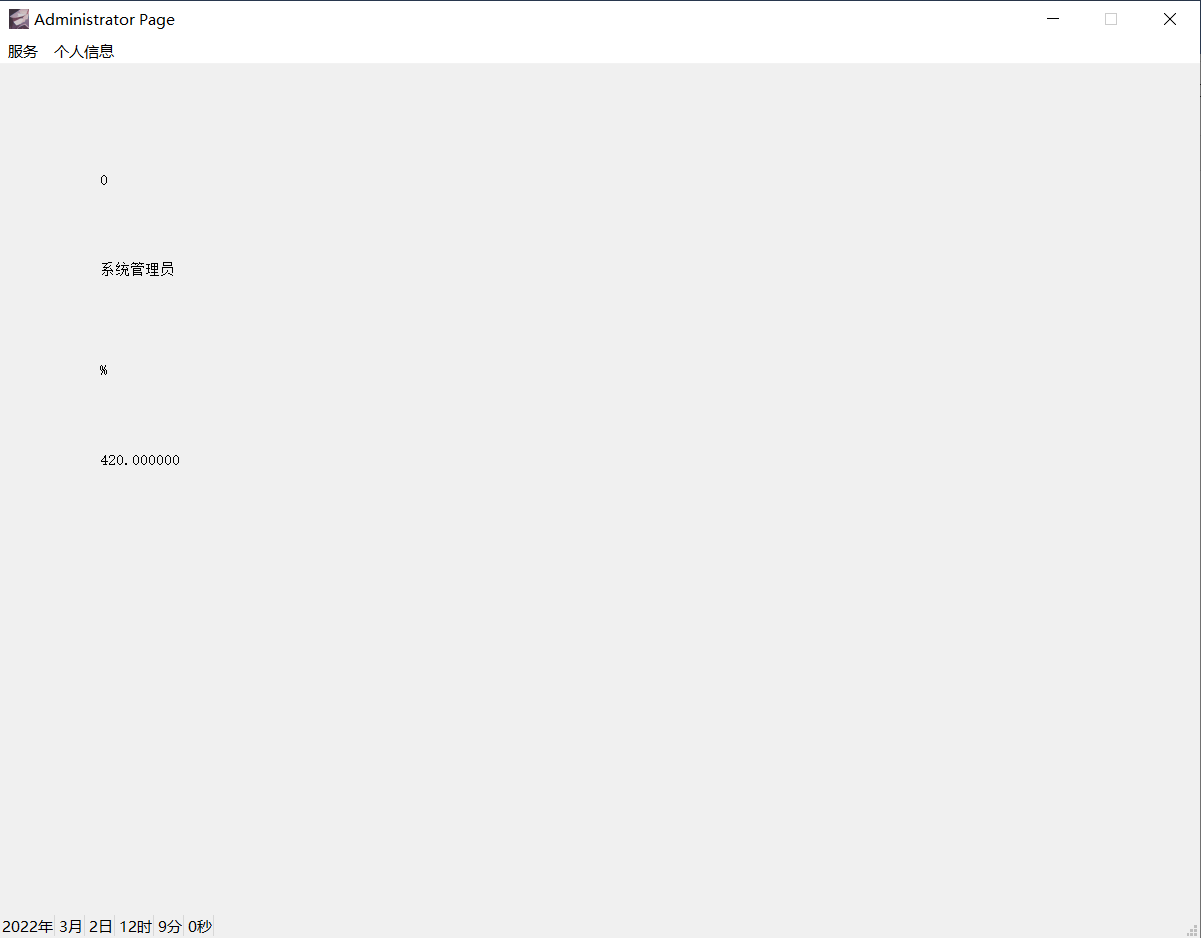 Administrator Page
服务 个人信息
0
系统管理员
%
420.000000
2022年 3月 2日 12时 9分 0秒